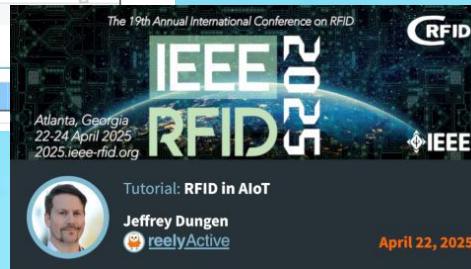 The 19th Annual International Conference on RFID
RFID
IEEE
RFID
2025
Atlanta, Georgia
22-24 April 2025
2025.ieee-rfid.org
IEEE
Tutorial: RFID in AIoT
Jeffrey Dungen
reelyActive
April 22, 2025